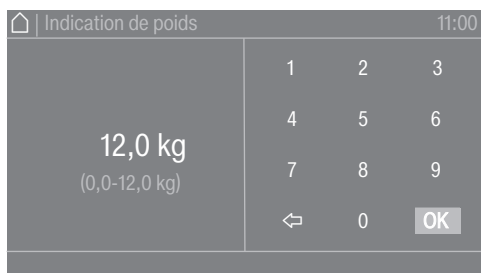 | Indication de poids 11:00
12,0 kg
(0,0-12,0 kg)
1 2 3
4 5 6
7 8 9
0 OK